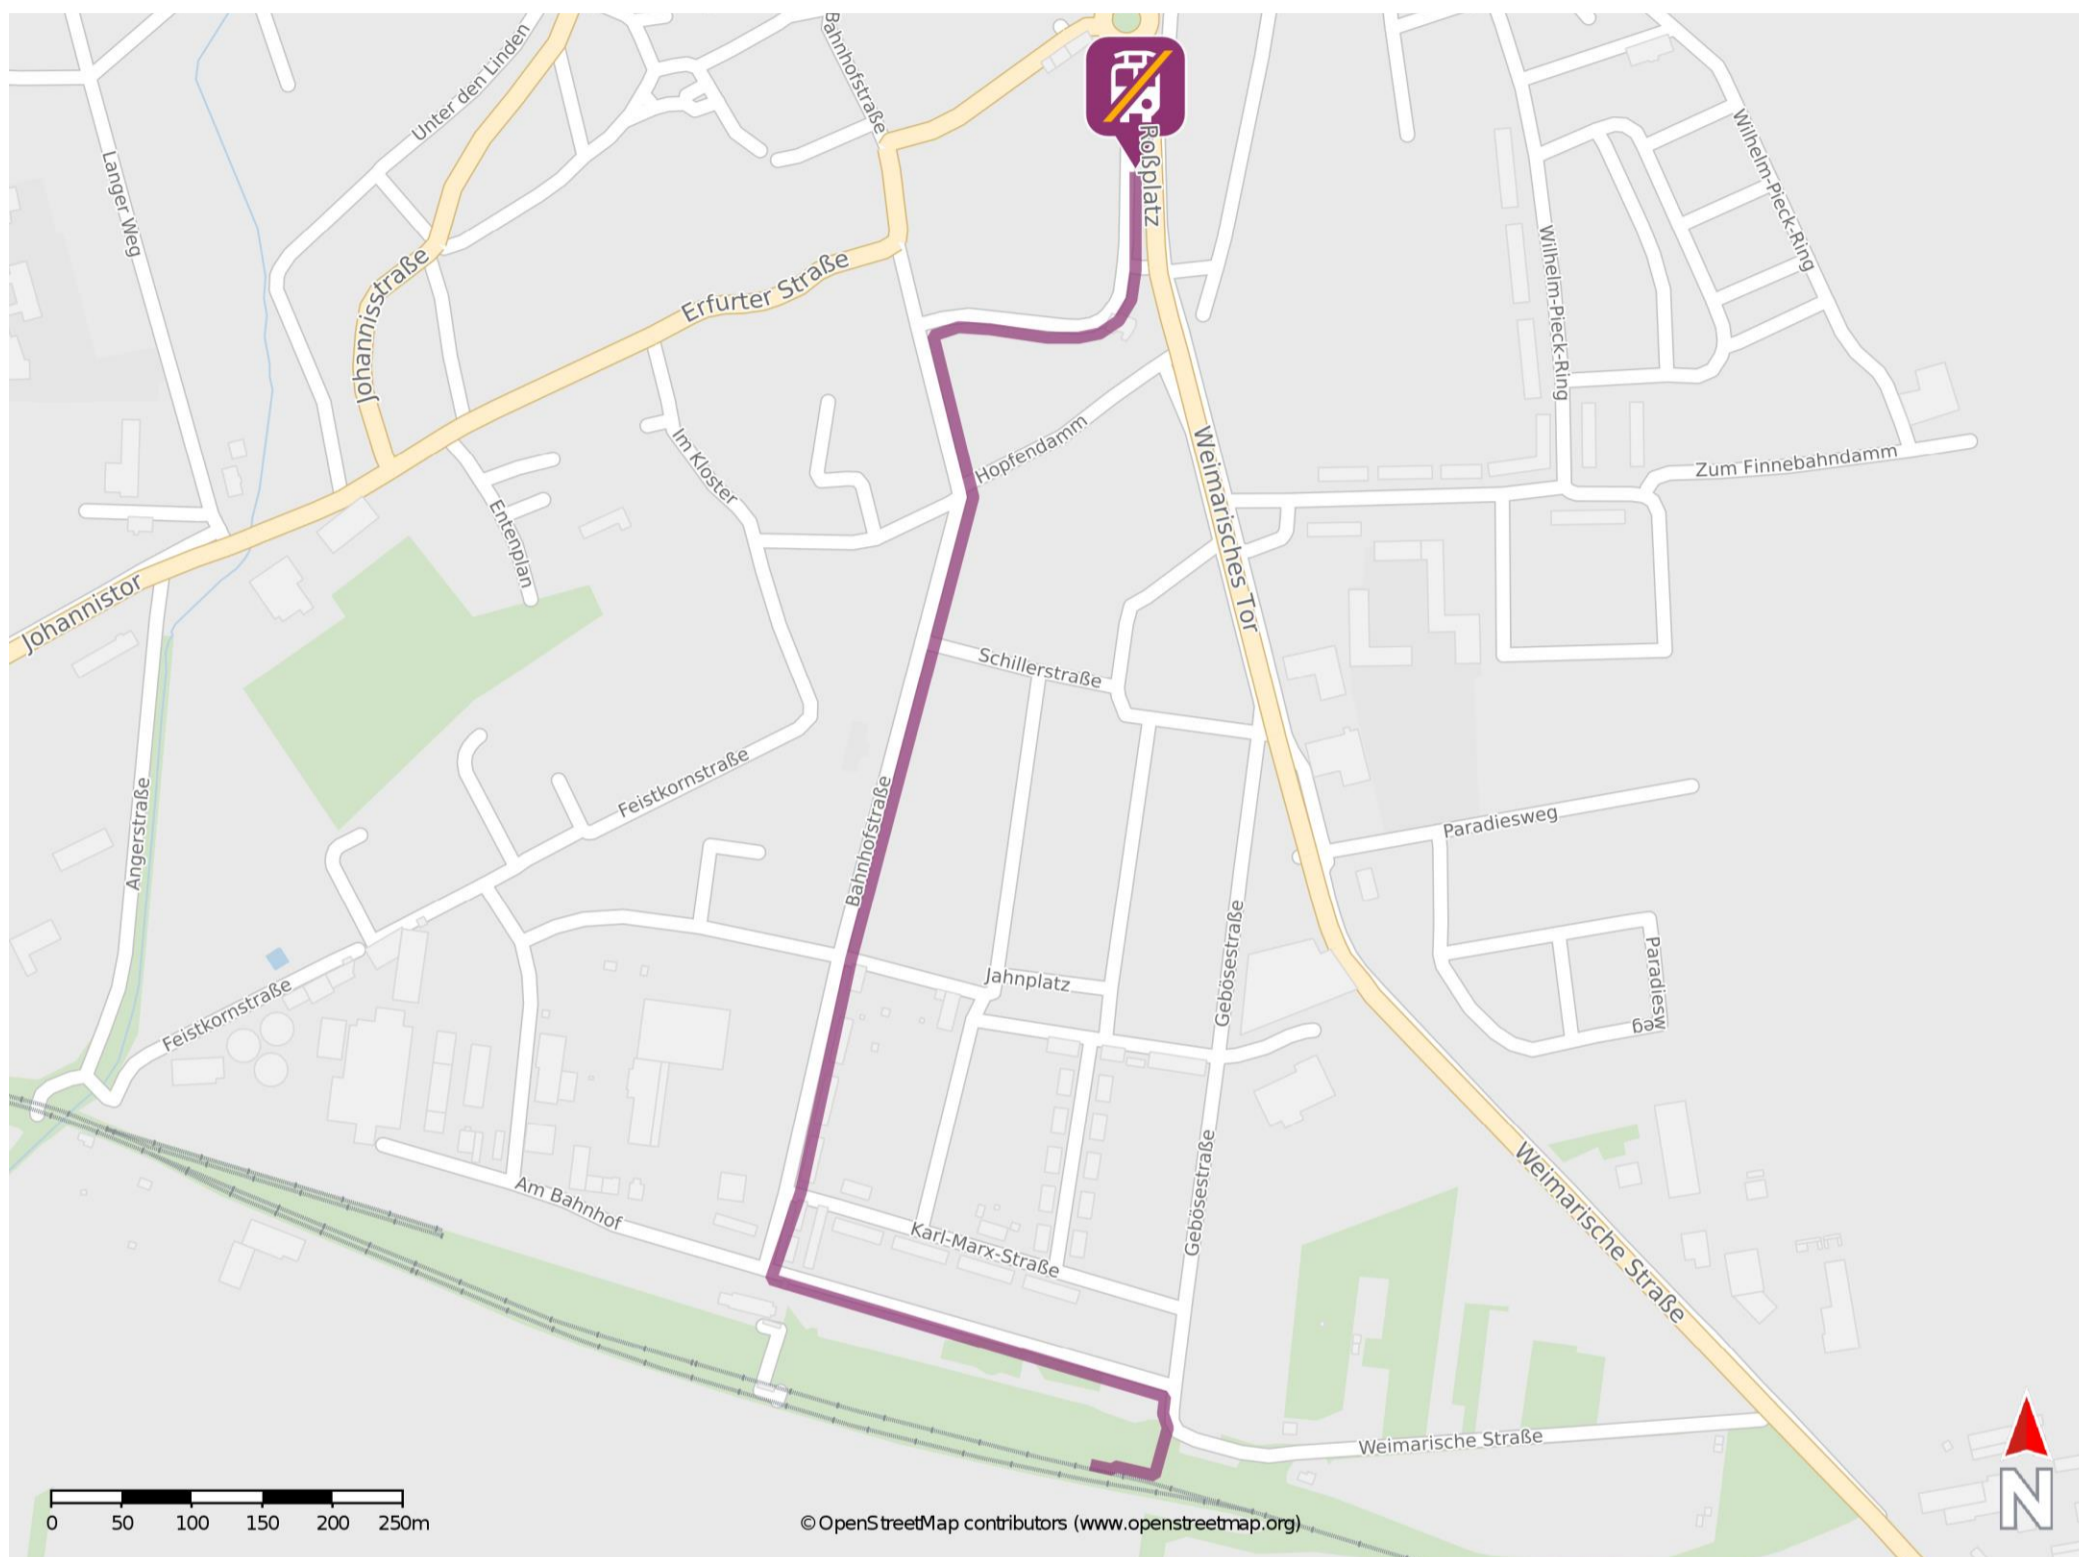 Bahnhofstraße
Unter den Linden
Langer Weg
Roßplatz
Wilhelm-Pieck-Ring
Johannisstraße
Erfurter Straße
Wilhelm-Pieck-Ring
Im Kloster
Hopfendamm
Weimarisches Tor
Zum Finnebahndamm
Entenplan
Johannistor
Schillerstraße
Feistkornstraße
Angerstraße
Bahnhofstraße
Paradiesweg
Gebösestraße
Jahnplatz
Paradiesw
eg
Feistkornstraße
Gebösestraße
Am Bahnhof
Karl-Marx-Straße
Weimarische Straße
Weimarische Straße
0 50 100 150 200 250m
© OpenStreetMap contributors (www.openstreetmap.org)
N